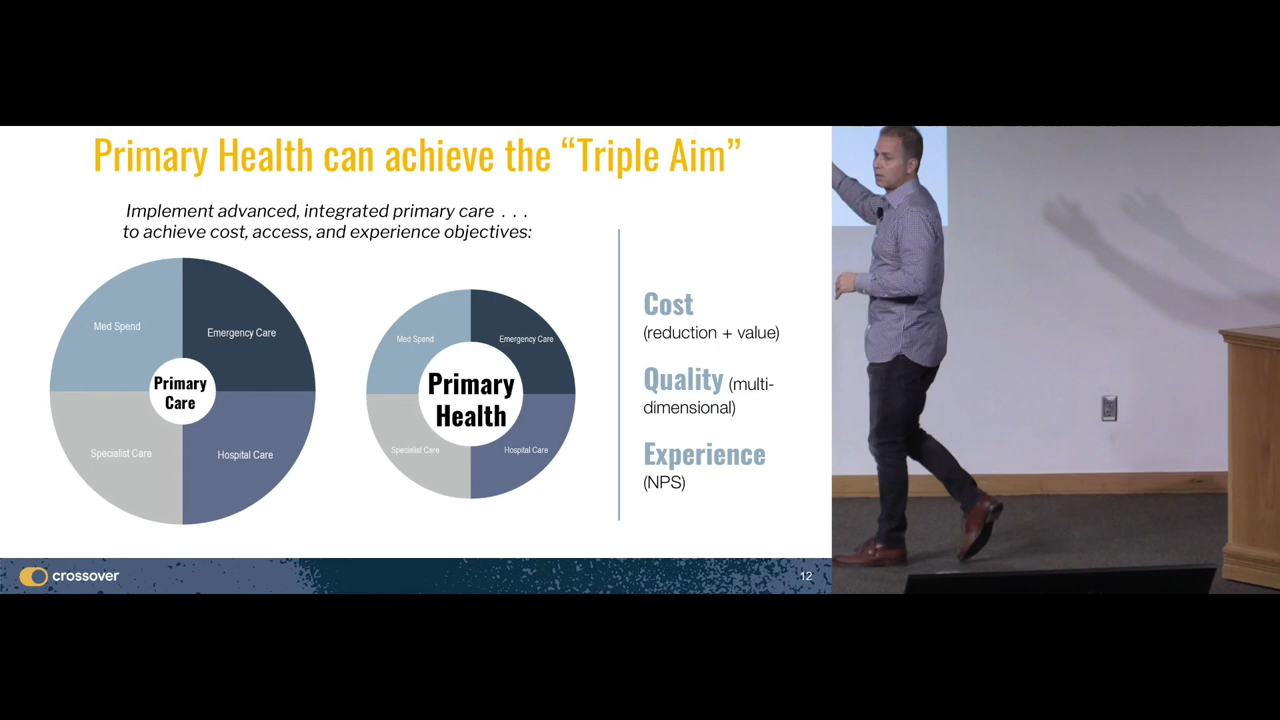 Primary Health can achieve the “Triple Aim”
Implement advanced, integrated primary care . . .
to achieve cost, access, and experience objectives:
Med Spend
Emergency Care
Primary
Care
Specialist Care
Hospital Care
Med Spend
Emergency Care
Primary
Health
Specialist Care
Hospital Care
Cost
(reduction + value)
Quality (multi-
dimensional)
Experience
(NPS)
crossover
12